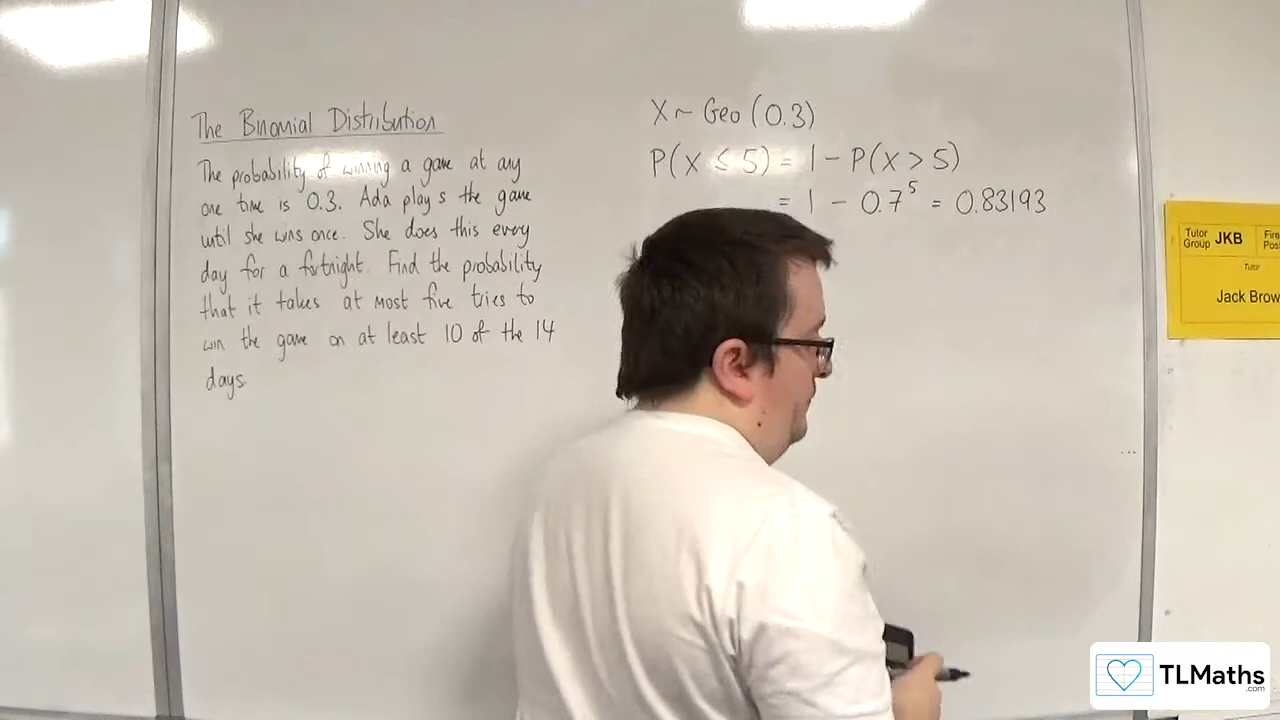 The Binomial Distribution
The probability of winning a game at any
one time is 0.3. Ada plays the game
until she wins once. She does this every
day for a fortnight. Find the probability
that it takes at most five tries to
win the game on at least 10 of the 14
days.
X ~ Geo (0.3)
P(X ≤ 5) = 1 - P(X > 5)
= 1 - 0.7⁵ = 0.83193
Tutor
Group JKB
Tutor
Jack Brow
TLMaths
.com